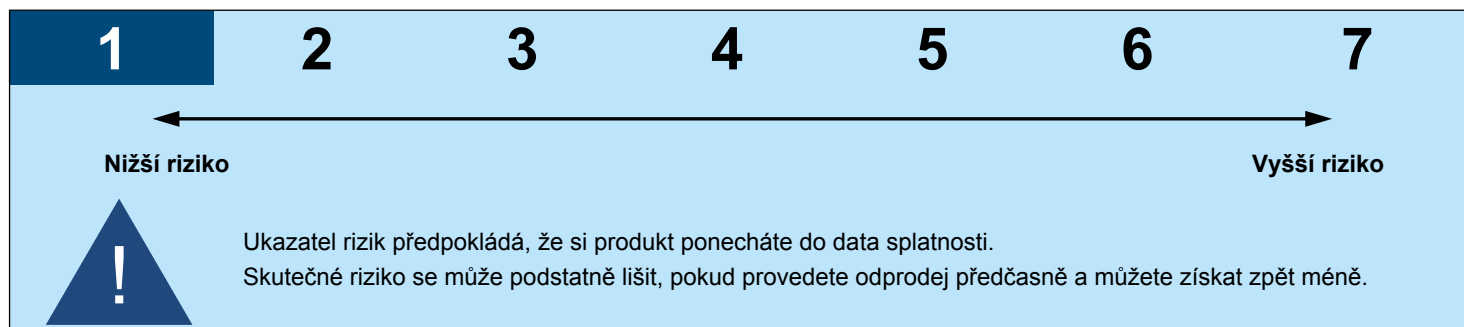 1 2 3 4 5 6 7
Nižší riziko Vyšší riziko
!
Ukazatel rizik předpokládá, že si produkt ponecháte do data splatnosti.
Skutečné riziko se může podstatně lišit, pokud provedete odprodej předčasně a můžete získat zpět méně.